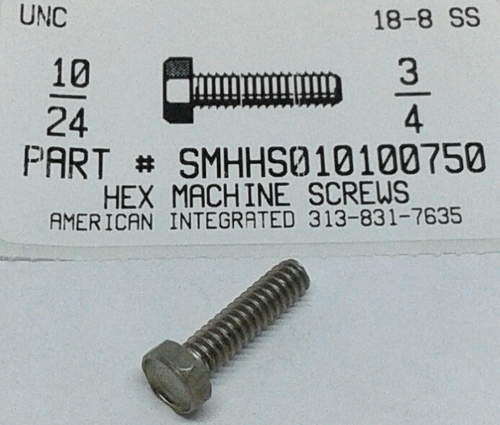 UNC 18-8 SS
10 3
24 4
PART # SMHHS010100750
HEX MACHINE SCREWS
AMERICAN INTEGRATED 313-831-7635